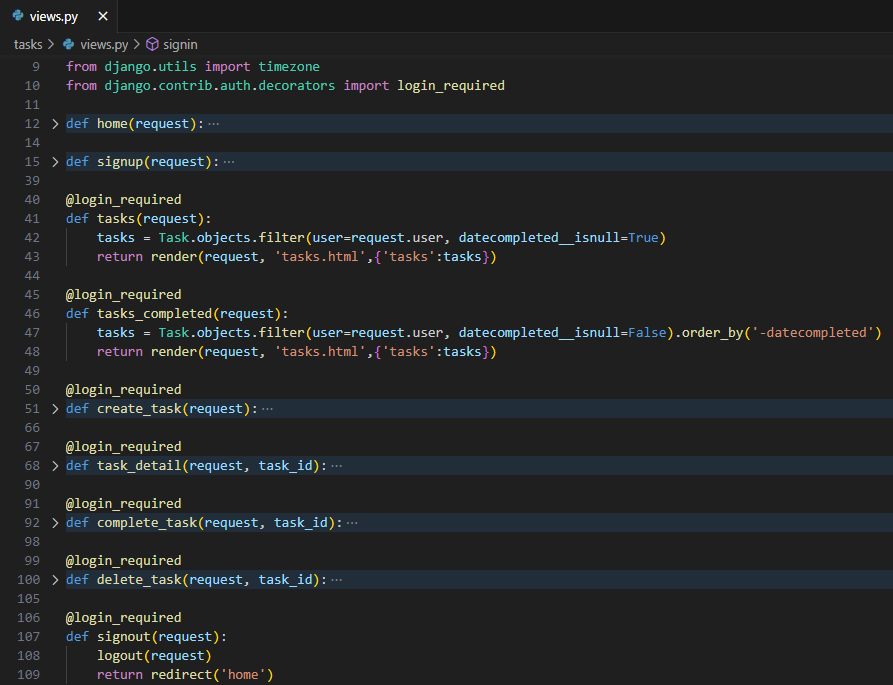 views.py ×
tasks > views.py > signin
9 from django.utils import timezone
10 from django.contrib.auth.decorators import login_required
11
12 > def home(request): ···
14
15 > def signup(request): ···
39
40 @login_required
41 def tasks(request):
42     tasks = Task.objects.filter(user=request.user, datecompleted__isnull=True)
43     return render(request, 'tasks.html',{'tasks':tasks})
44
45 @login_required
46 def tasks_completed(request):
47     tasks = Task.objects.filter(user=request.user, datecompleted__isnull=False).order_by('-datecompleted')
48     return render(request, 'tasks.html',{'tasks':tasks})
49
50 @login_required
51 > def create_task(request): ···
66
67 @login_required
68 > def task_detail(request, task_id): ···
90
91 @login_required
92 > def complete_task(request, task_id): ···
98
99 @login_required
100 > def delete_task(request, task_id): ···
105
106 @login_required
107 def signout(request):
108     logout(request)
109     return redirect('home')